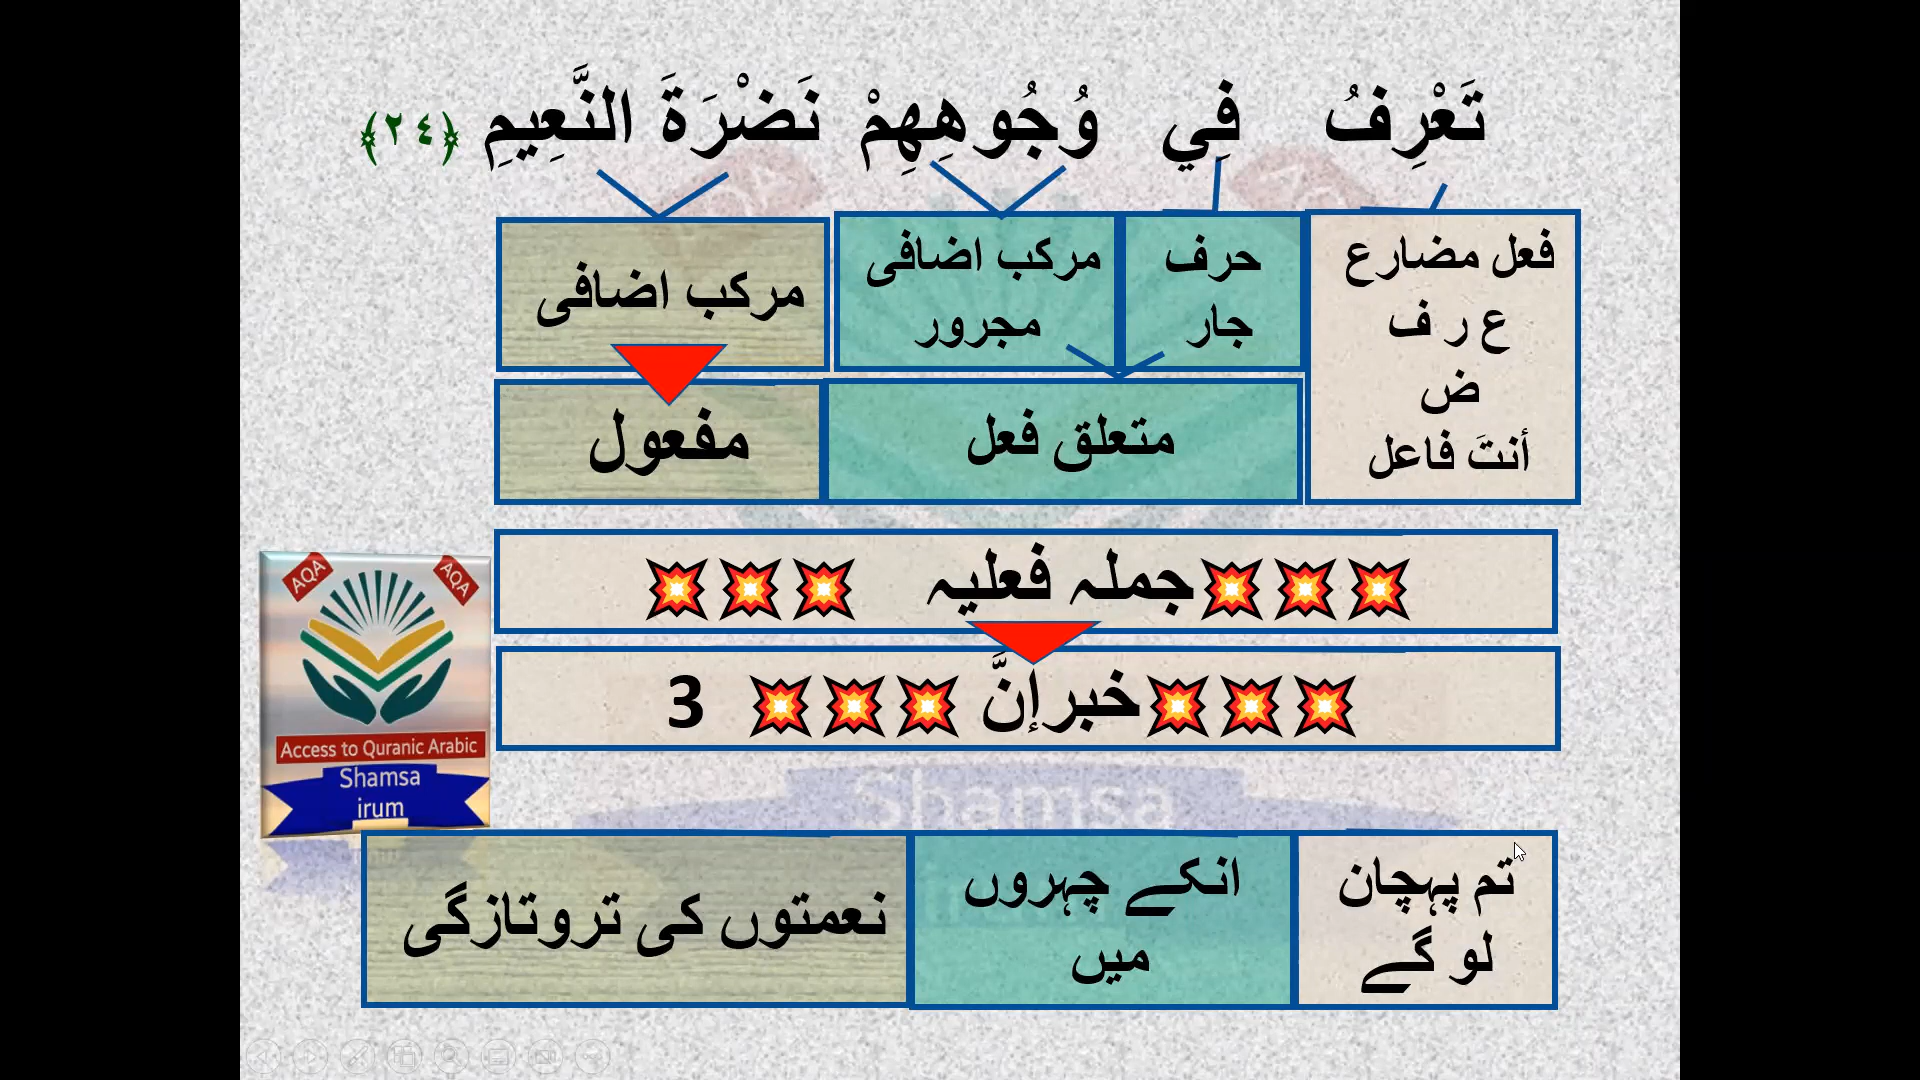 تَعْرِفُ فِي وُجُوهِهِمْ نَضْرَةَ النَّعِيمِ ﴿٢٤﴾
فعل مضارع
ع ر ف
ض
أنتَ فاعل
حرف
جار
مرکب اضافی
مجرور
مرکب اضافی
متعلق فعل
مفعول
جملہ فعلیہ
خبرإنَّ 3
AQA
AQA
Access to Quranic Arabic
Shamsa
irum
Shamsa
تم پہچان
لو گے
انکے چہروں
میں
نعمتوں کی تروتازگی